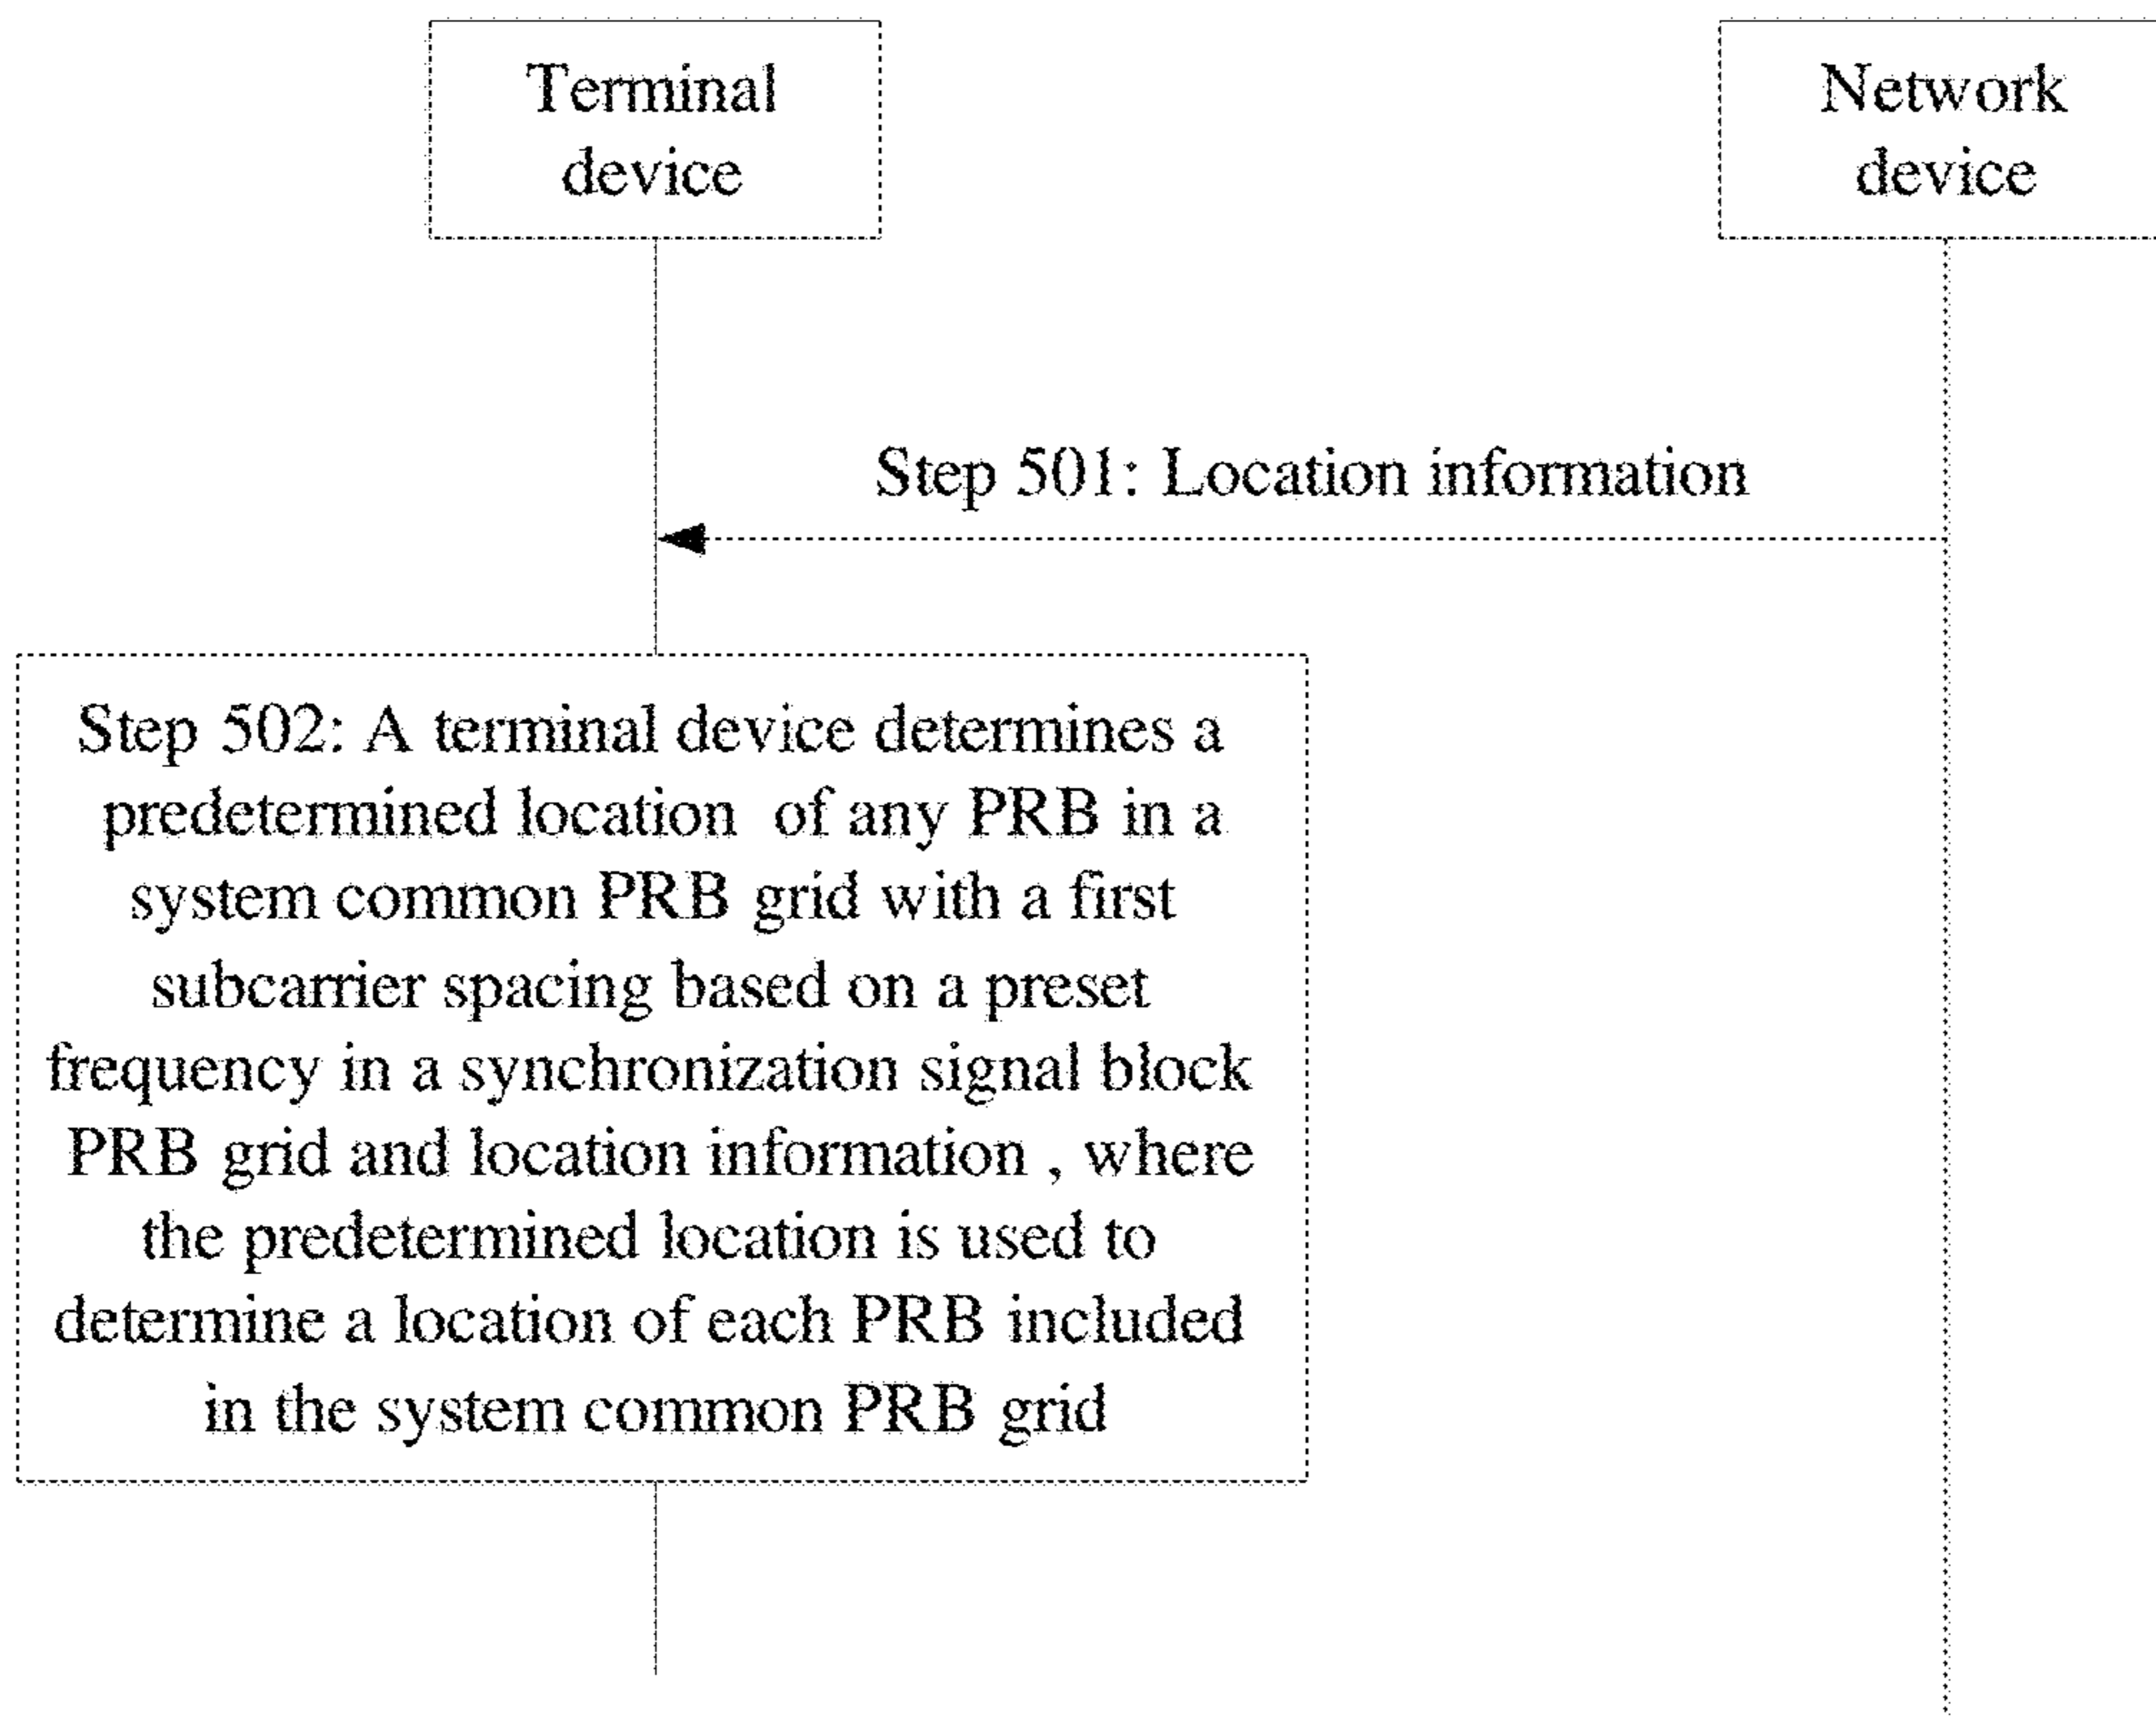 Terminal
device
Network
device
Step 501: Location information
Step 502: A terminal device determines a
predetermined location of any PRB in a
system common PRB grid with a first
subcarrier spacing based on a preset
frequency in a synchronization signal block
PRB grid and location information , where
the predetermined location is used to
determine a location of each PRB included
in the system common PRB grid